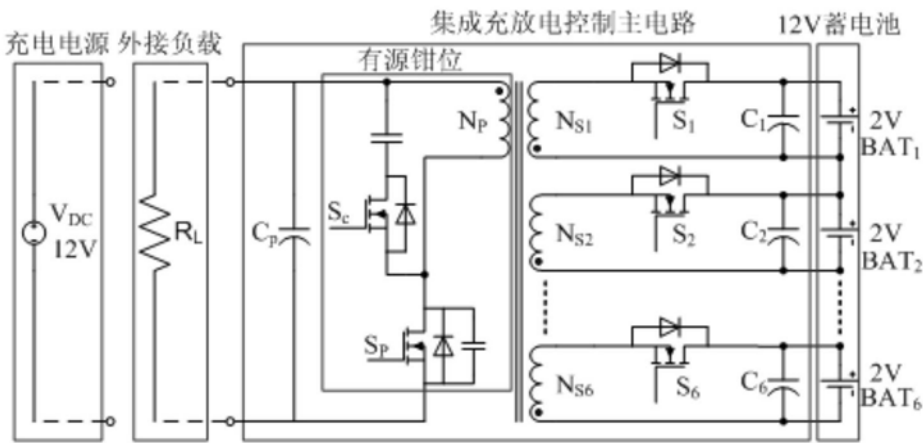 集成充放电控制主电路
12V蓄电池
充电电源
外接负载
有源钳位
V_DC
12V
R_L
C_p
S_c
S_P
N_P
N_S1
S_1
C_1
2V
BAT_1
N_S2
S_2
C_2
2V
BAT_2
N_S6
S_6
C_6
2V
BAT_6